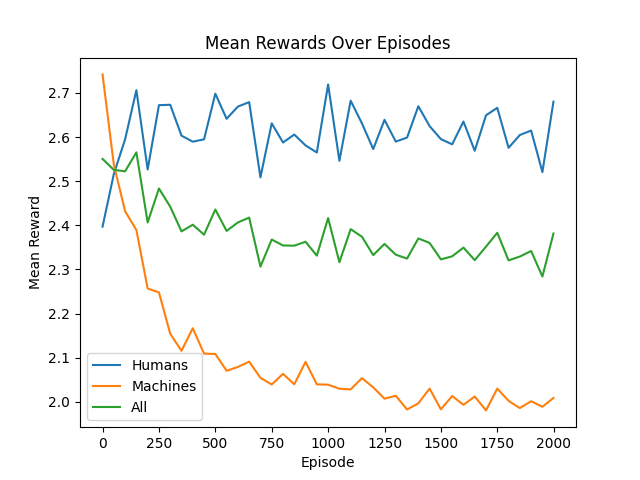 Mean Rewards Over Episodes
Mean Reward
2.7
2.6
2.5
2.4
2.3
2.2
2.1
2.0
Humans
Machines
All
0 250 500 750 1000 1250 1500 1750 2000
Episode